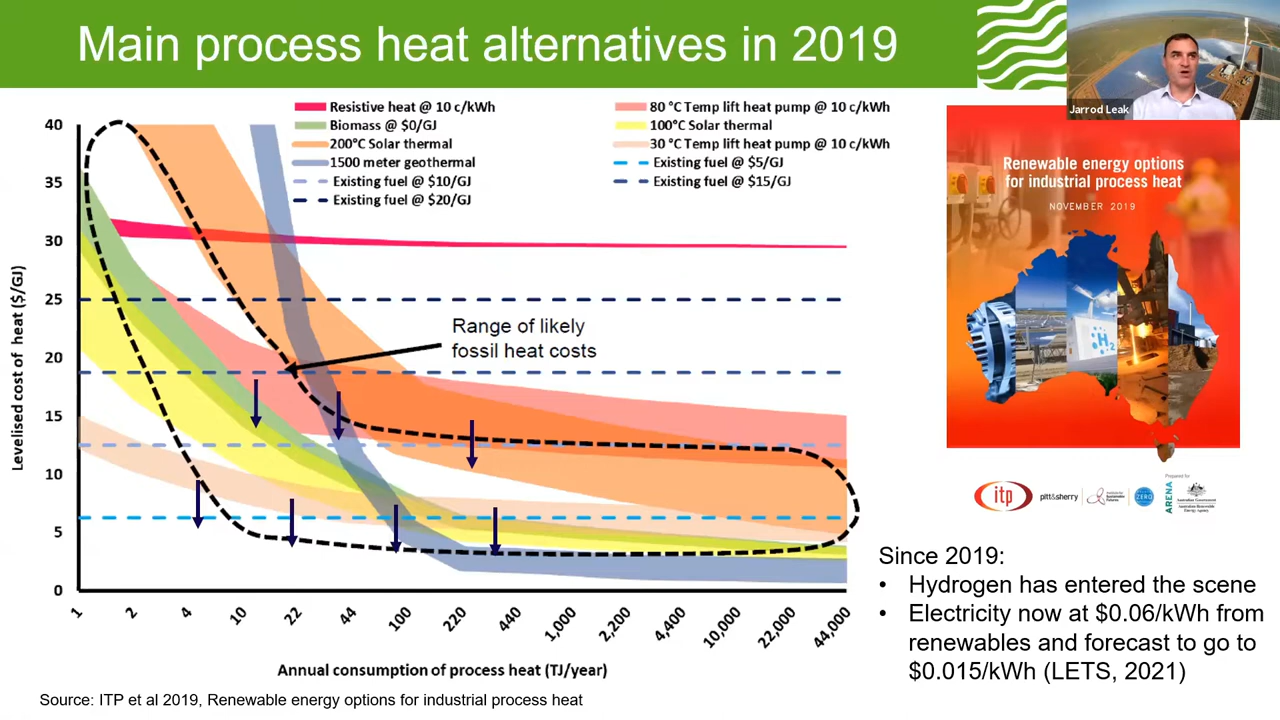 Main process heat alternatives in 2019
Jarrod Leak
Resistive heat @ 10 c/kWh
Biomass @ $0/GJ
200°C Solar thermal
1500 meter geothermal
Existing fuel @ $10/GJ
Existing fuel @ $20/GJ
80 °C Temp lift heat pump @ 10 c/kWh
100°C Solar thermal
30 °C Temp lift heat pump @ 10 c/kWh
Existing fuel @ $5/GJ
Existing fuel @ $15/GJ
Levelised cost of heat ($/GJ)
40
35
30
25
20
15
10
5
0
Range of likely
fossil heat costs
1
2
4
10
22
44
100
220
440
1,000
2,200
4,400
10,000
22,000
44,000
Annual consumption of process heat (TJ/year)
Source: ITP et al 2019, Renewable energy options for industrial process heat
Renewable energy options
for industrial process heat
NOVEMBER 2019
H2
itp
pitt&sherry
Prepared for
ARENA
Since 2019:
• Hydrogen has entered the scene
• Electricity now at $0.06/kWh from
renewables and forecast to go to
$0.015/kWh (LETS, 2021)